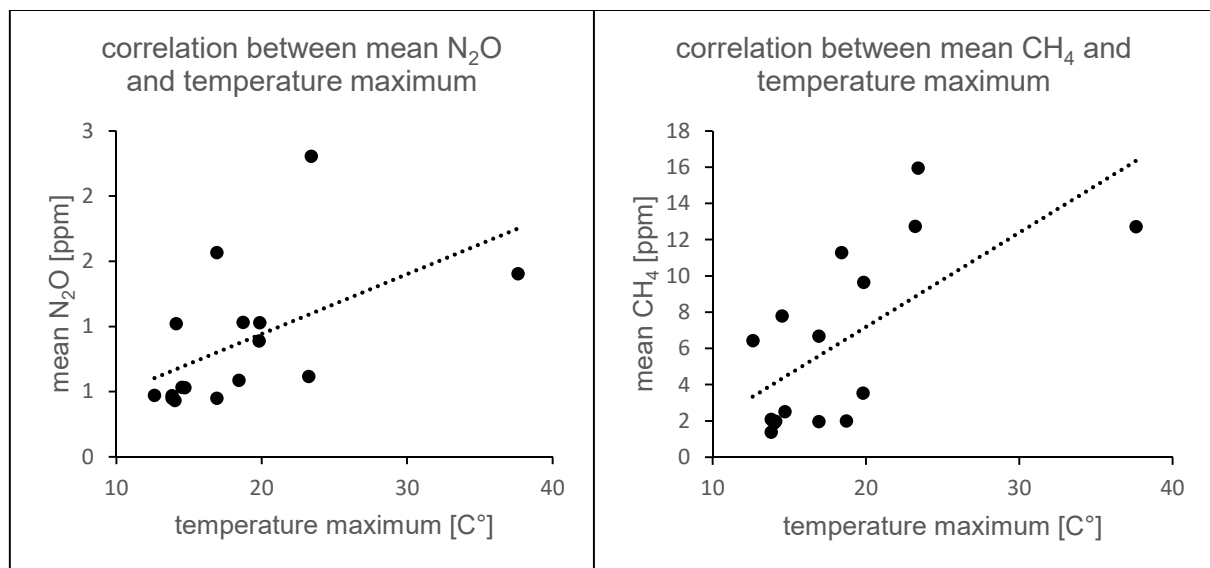 correlation between mean N₂O
and temperature maximum
3
2
2
1
1
0
mean N₂O [ppm]
10 20 30 40
temperature maximum [C°]
correlation between mean CH₄ and
temperature maximum
18
16
14
12
10
8
6
4
2
0
mean CH₄ [ppm]
10 20 30 40
temperature maximum [C°]